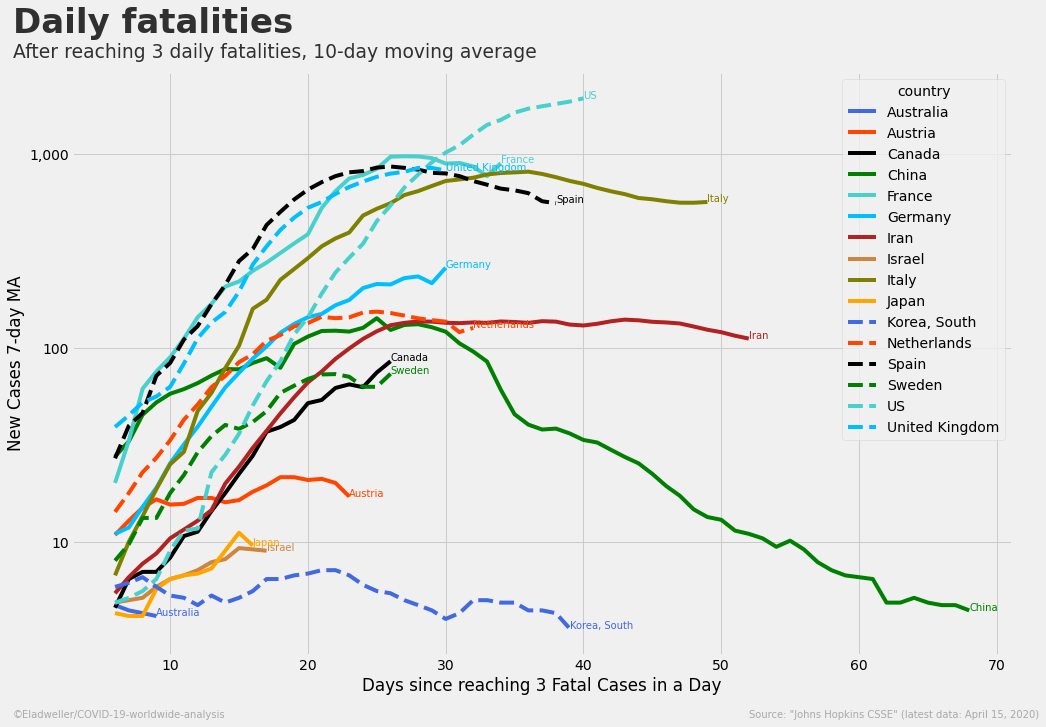 Daily fatalities
After reaching 3 daily fatalities, 10-day moving average
New Cases 7-day MA
1,000
100
10
10
20
30
40
50
60
70
Days since reaching 3 Fatal Cases in a Day
US
France
United Kingdom
Spain
Italy
Germany
Netherlands
Iran
Canada
Sweden
Austria
Japan
Israel
Australia
Korea, South
China
country
Australia
Austria
Canada
China
France
Germany
Iran
Israel
Italy
Japan
Korea, South
Netherlands
Spain
Sweden
US
United Kingdom
©Eladweller/COVID-19-worldwide-analysis
Source: "Johns Hopkins CSSE" (latest data: April 15, 2020)